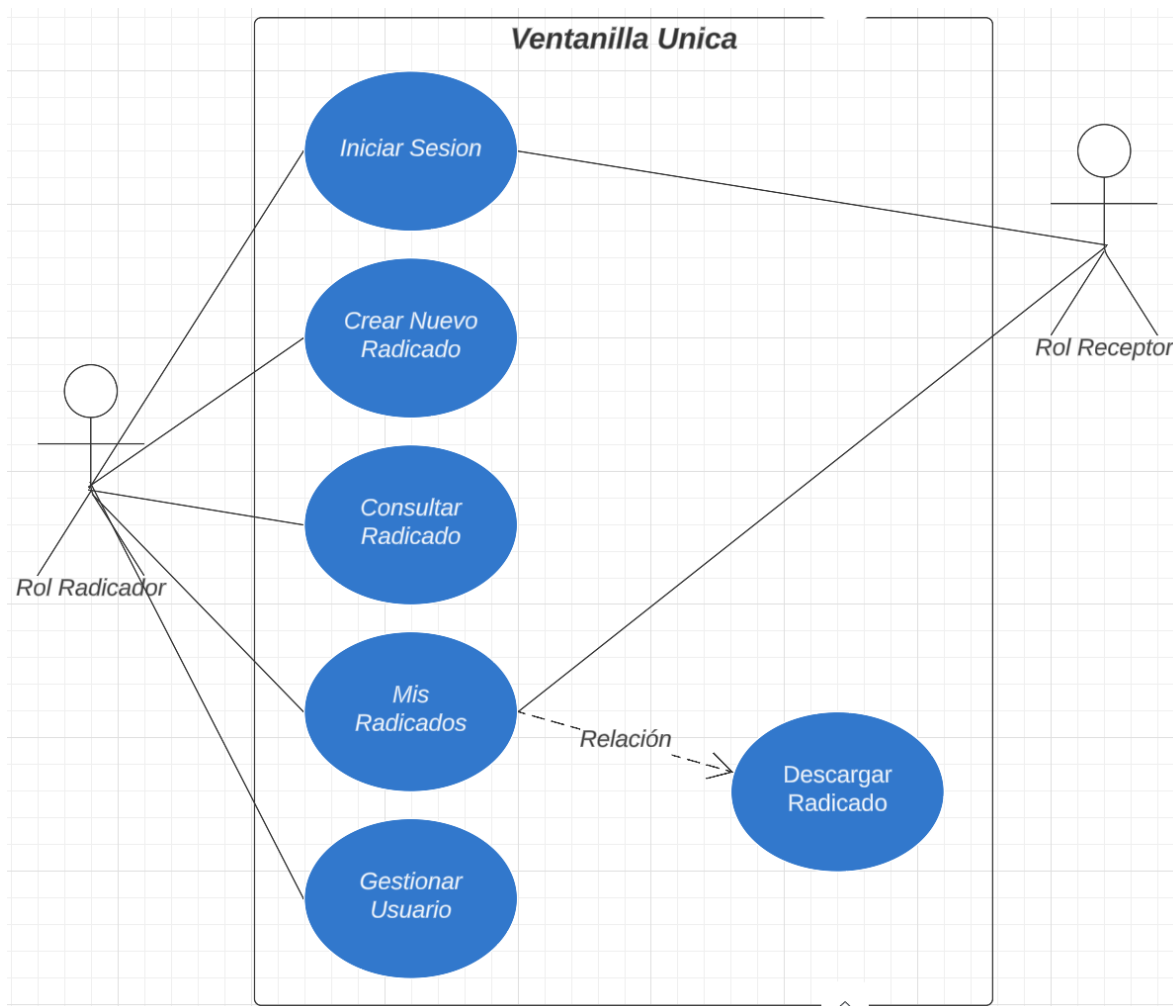 Ventanilla Unica
Iniciar Sesion
Crear Nuevo
Radicado
Rol Receptor
Consultar
Radicado
Rol Radicador
Mis
Radicados
Relación
Descargar
Radicado
Gestionar
Usuario